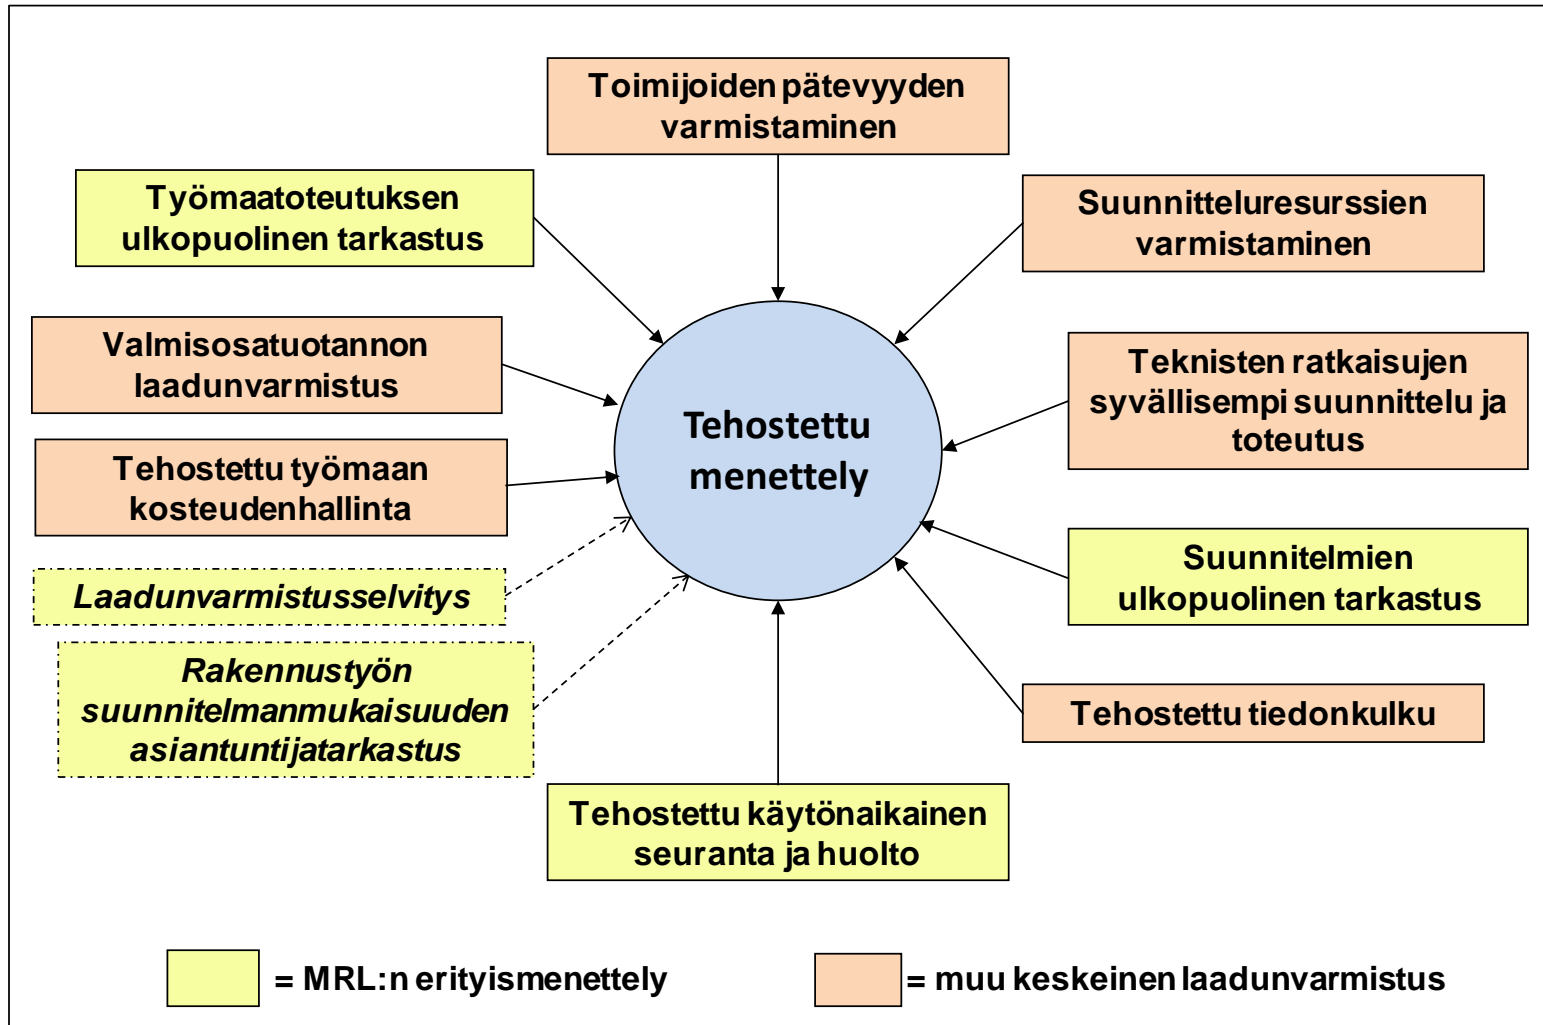 Toimijoiden pätevyyden
varmistaminen
Työmaatoteutuksen
ulkopuolinen tarkastus
Suunnitteluresurssien
varmistaminen
Valmisosatuotannon
laadunvarmistus
Teknisten ratkaisujen
syvällisempi suunnittelu ja
toteutus
Tehostettu
menettely
Tehostettu työmaan
kosteudenhallinta
Laadunvarmistusselvitys
Suunnitelmien
ulkopuolinen tarkastus
Rakennustyön
suunnitelmanmukaisuuden
asiantuntijatarkastus
Tehostettu tiedonkulku
Tehostettu käytönaikainen
seuranta ja huolto
= MRL:n erityismenettely
= muu keskeinen laadunvarmistus